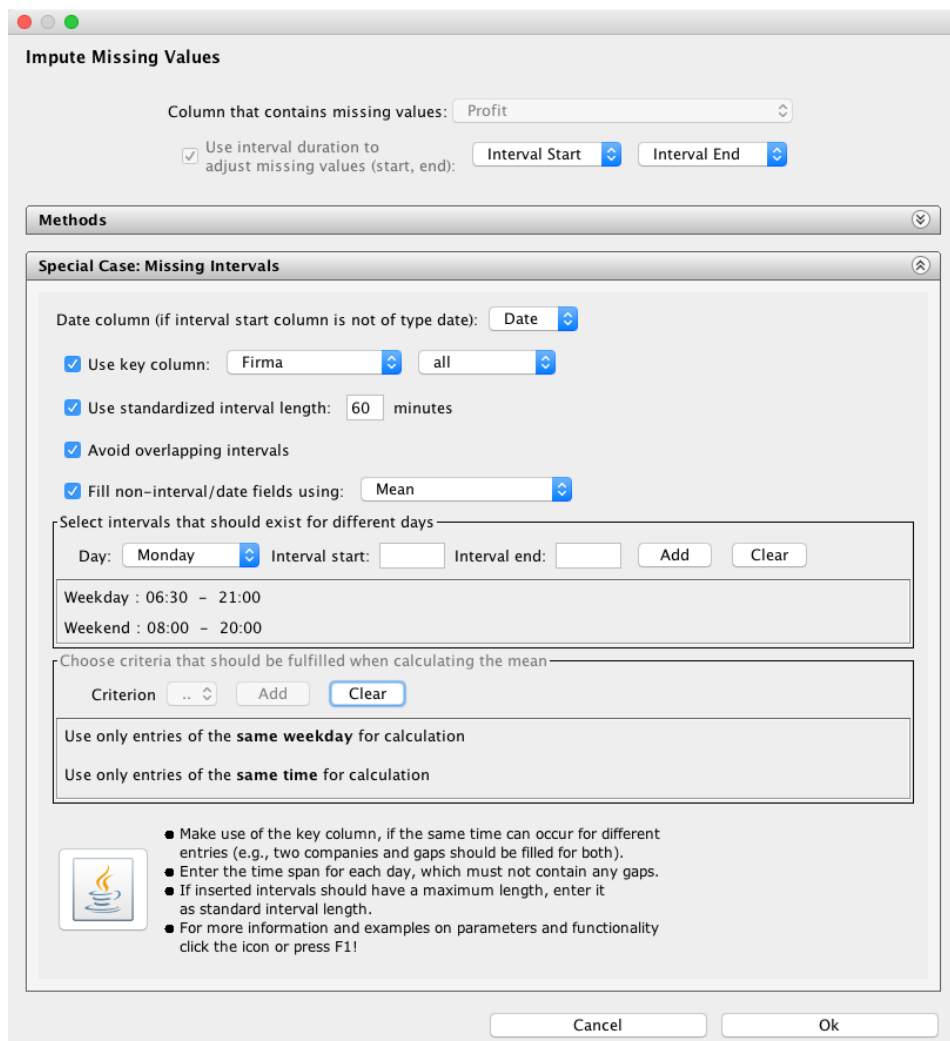 Impute Missing Values
Column that contains missing values: Profit
Use interval duration to
adjust missing values (start, end): Interval Start Interval End
Methods
Special Case: Missing Intervals
Date column (if interval start column is not of type date): Date
Use key column: Firma all
Use standardized interval length: 60 minutes
Avoid overlapping intervals
Fill non-interval/date fields using: Mean
Select intervals that should exist for different days
Day: Monday Interval start: Interval end: Add Clear
Weekday : 06:30 - 21:00
Weekend : 08:00 - 20:00
Choose criteria that should be fulfilled when calculating the mean
Criterion .. Add Clear
Use only entries of the same weekday for calculation
Use only entries of the same time for calculation
Make use of the key column, if the same time can occur for different
entries (e.g., two companies and gaps should be filled for both).
Enter the time span for each day, which must not contain any gaps.
If inserted intervals should have a maximum length, enter it
as standard interval length.
For more information and examples on parameters and functionality
click the icon or press F1!
Cancel Ok